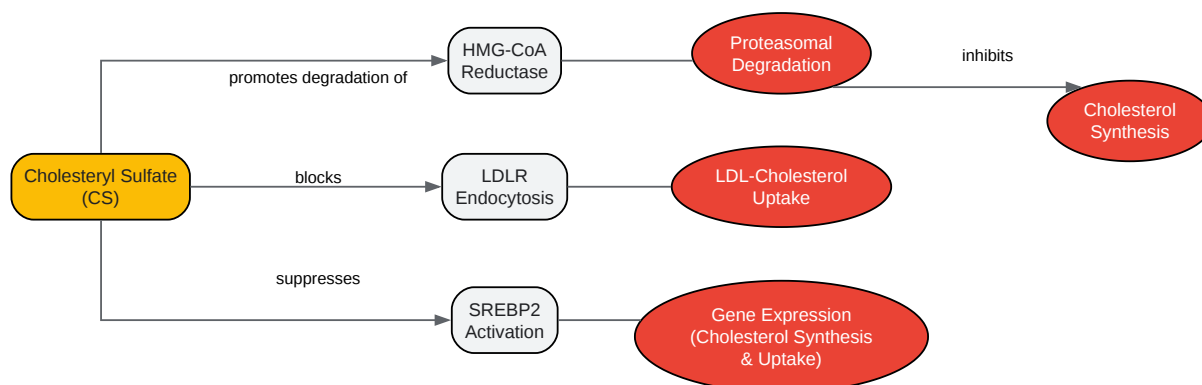 HMG-CoA
Reductase
Proteasomal
Degradation
promotes degradation of
inhibits
Cholesterol
Synthesis
Cholesteryl Sulfate
(CS)
blocks
LDLR
Endocytosis
LDL-Cholesterol
Uptake
suppresses
SREBP2
Activation
Gene Expression
(Cholesterol Synthesis
& Uptake)